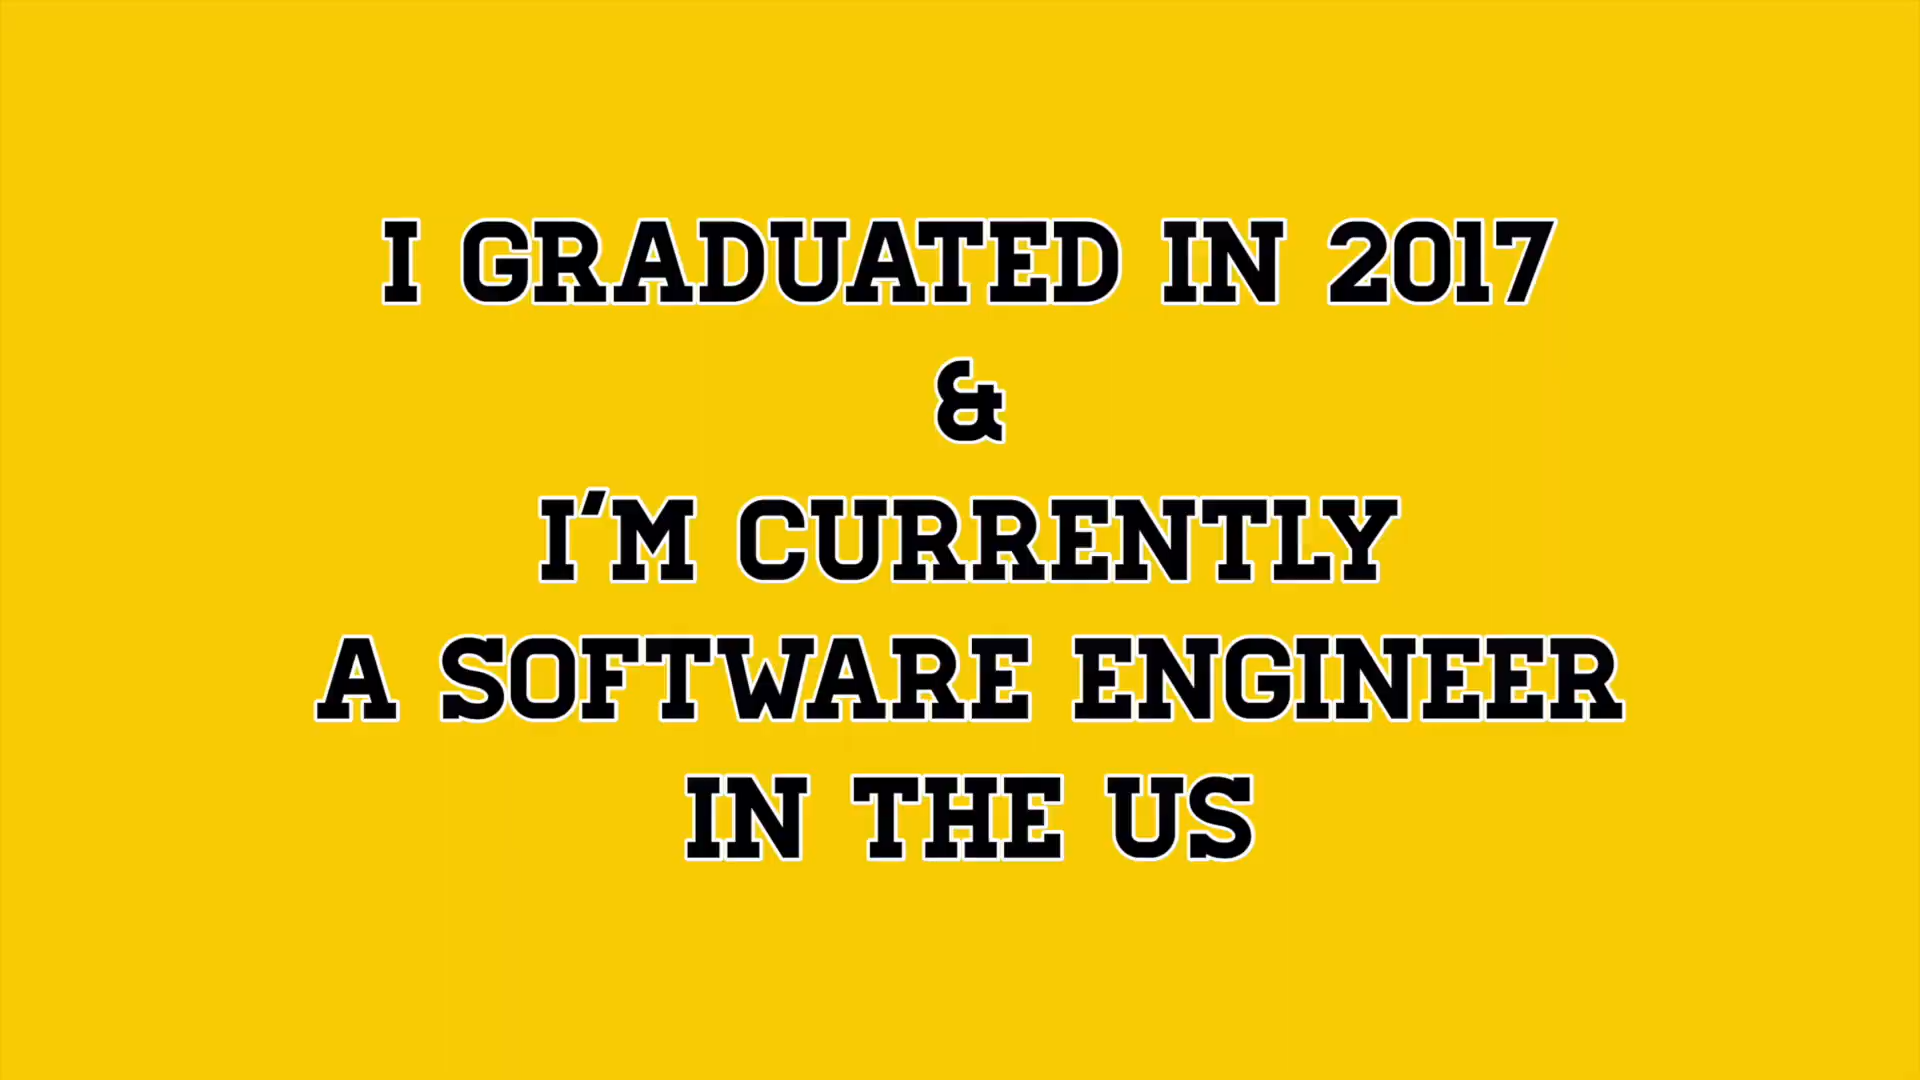 I GRADUATED IN 2017
&
I'M CURRENTLY
A SOFTWARE ENGINEER
IN THE US